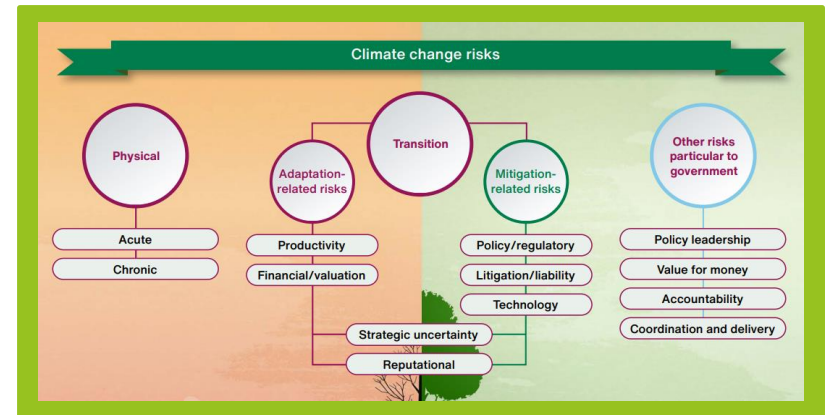 Climate change risks
Physical
Acute
Chronic
Transition
Adaptation-
related risks
Productivity
Financial/valuation
Mitigation-
related risks
Policy/regulatory
Litigation/liability
Technology
Strategic uncertainty
Reputational
Other risks
particular to
government
Policy leadership
Value for money
Accountability
Coordination and delivery